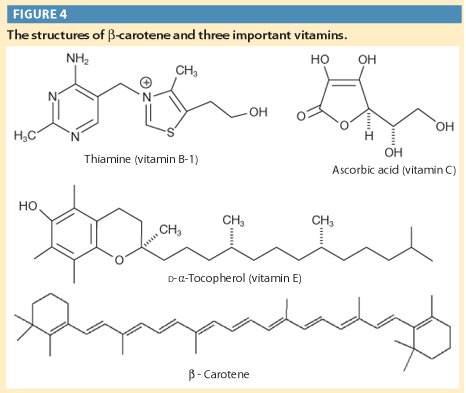 FIGURE 4
The structures of β-carotene and three important vitamins.
NH₂
N
N
H₃C
N
⊕
CH₃
S
OH
Thiamine (vitamin B-1)
HO
OH
O
O
H
OH
OH
Ascorbic acid (vitamin C)
HO
O
CH₃
CH₃
CH₃
D-α-Tocopherol (vitamin E)
β - Carotene